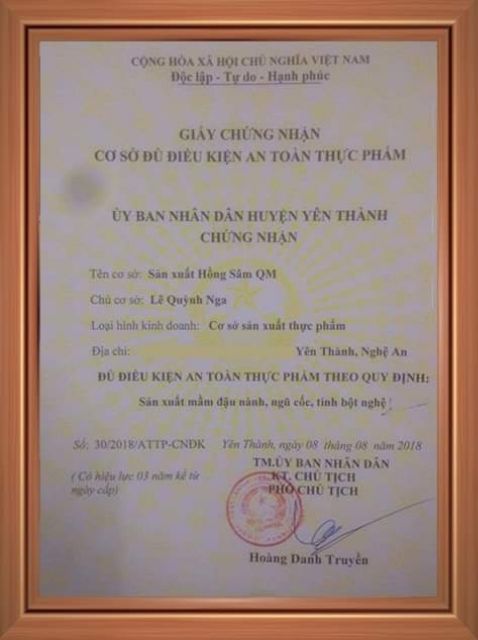 CỘNG HÒA XÃ HỘI CHỦ NGHĨA VIỆT NAM
Độc lập - Tự do - Hạnh phúc
GIẤY CHỨNG NHẬN
CƠ SỞ ĐỦ ĐIỀU KIỆN AN TOÀN THỰC PHẨM
ỦY BAN NHÂN DÂN HUYỆN YÊN THÀNH
CHỨNG NHẬN
Tên cơ sở: Sản xuất Hồng Sâm QM
Chủ cơ sở: Lê Quỳnh Nga
Loại hình kinh doanh: Cơ sở sản xuất thực phẩm
Địa chỉ: Yên Thành, Nghệ An
ĐỦ ĐIỀU KIỆN AN TOÀN THỰC PHẨM THEO QUY ĐỊNH:
Sản xuất mầm đậu nành, ngũ cốc, tinh bột nghệ
Số: 30/2018/ATTP-CNĐK Yên Thành, ngày 08 tháng 08 năm 2018
TM.ỦY BAN NHÂN DÂN
( Có hiệu lực 03 năm kể từ KT. CHỦ TỊCH
ngày cấp) PHÓ CHỦ TỊCH
Hoàng Danh Truyền